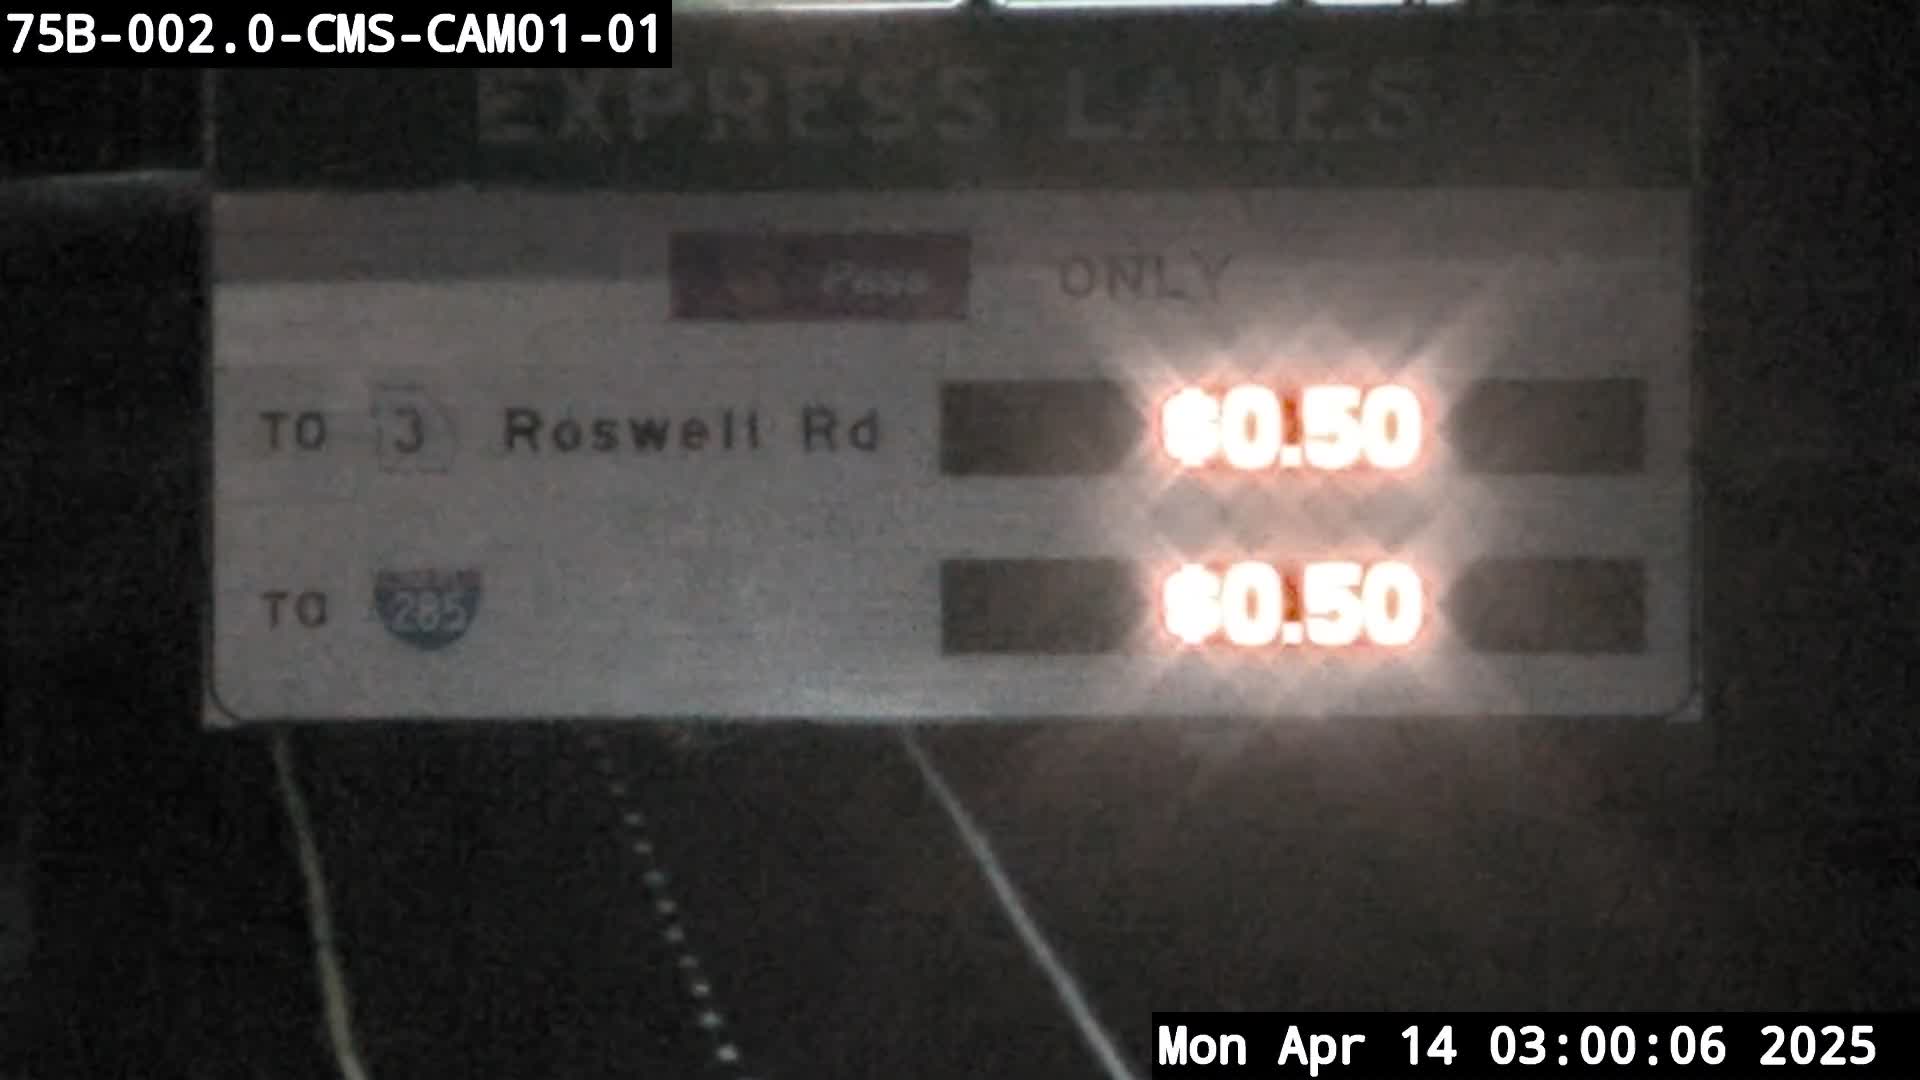 75B-002.0-CMS-CAM01-01
EXPRESS LANES
Pass ONLY
TO 3 Roswell Rd $0.50
TO 285 $0.50
Mon Apr 14 03:00:06 2025